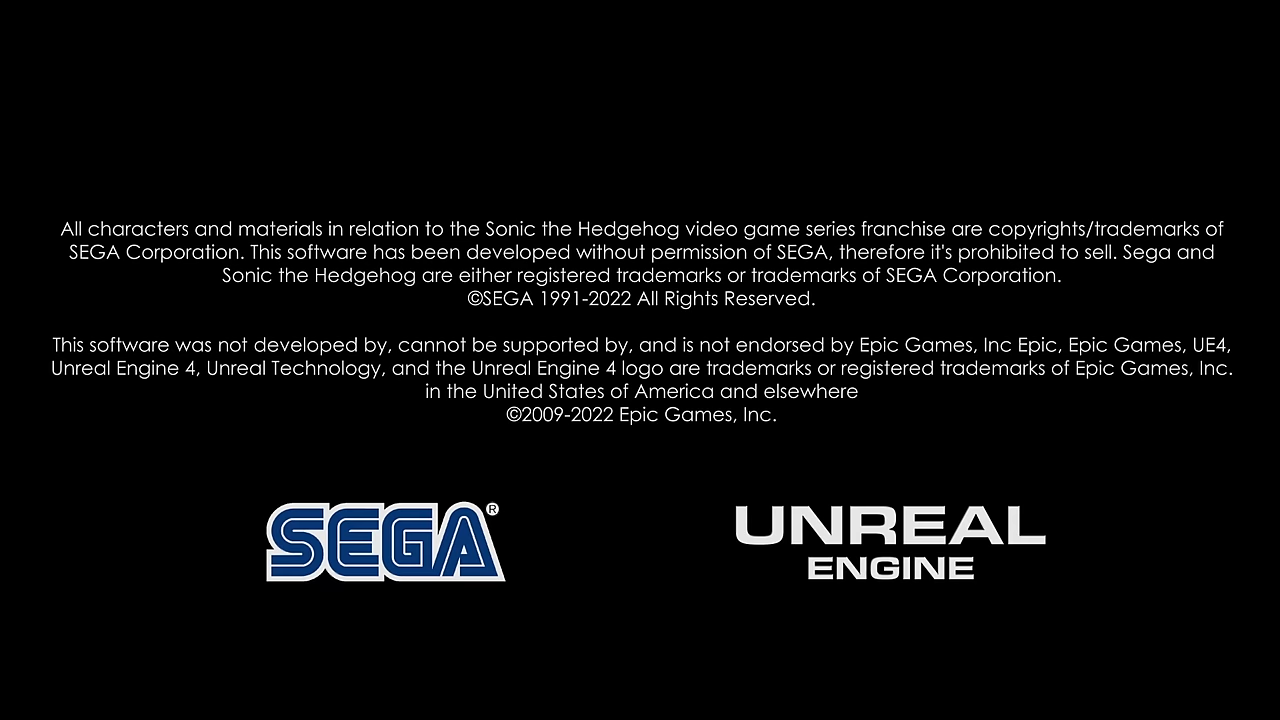 All characters and materials in relation to the Sonic the Hedgehog video game series franchise are copyrights/trademarks of
SEGA Corporation. This software has been developed without permission of SEGA, therefore it's prohibited to sell. Sega and
Sonic the Hedgehog are either registered trademarks or trademarks of SEGA Corporation.
©SEGA 1991-2022 All Rights Reserved.
This software was not developed by, cannot be supported by, and is not endorsed by Epic Games, Inc Epic, Epic Games, UE4,
Unreal Engine 4, Unreal Technology, and the Unreal Engine 4 logo are trademarks or registered trademarks of Epic Games, Inc.
in the United States of America and elsewhere
©2009-2022 Epic Games, Inc.
SEGA®
UNREAL
ENGINE